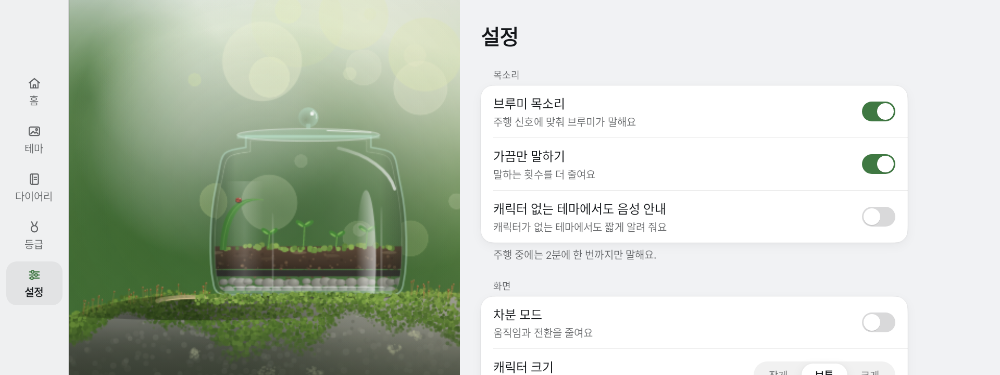 홈
테마
다이어리
등급
설정
설정
목소리
브루미 목소리
주행 신호에 맞춰 브루미가 말해요
가끔만 말하기
말하는 횟수를 더 줄여요
캐릭터 없는 테마에서도 음성 안내
캐릭터가 없는 테마에서도 짧게 알려 줘요
주행 중에는 2분에 한 번까지만 말해요.
화면
차분 모드
움직임과 전환을 줄여요
캐릭터 크기